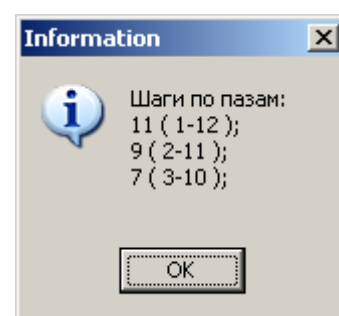 Information
Шаги по пазам:
11 ( 1-12 );
9 ( 2-11 );
7 ( 3-10 );
OK